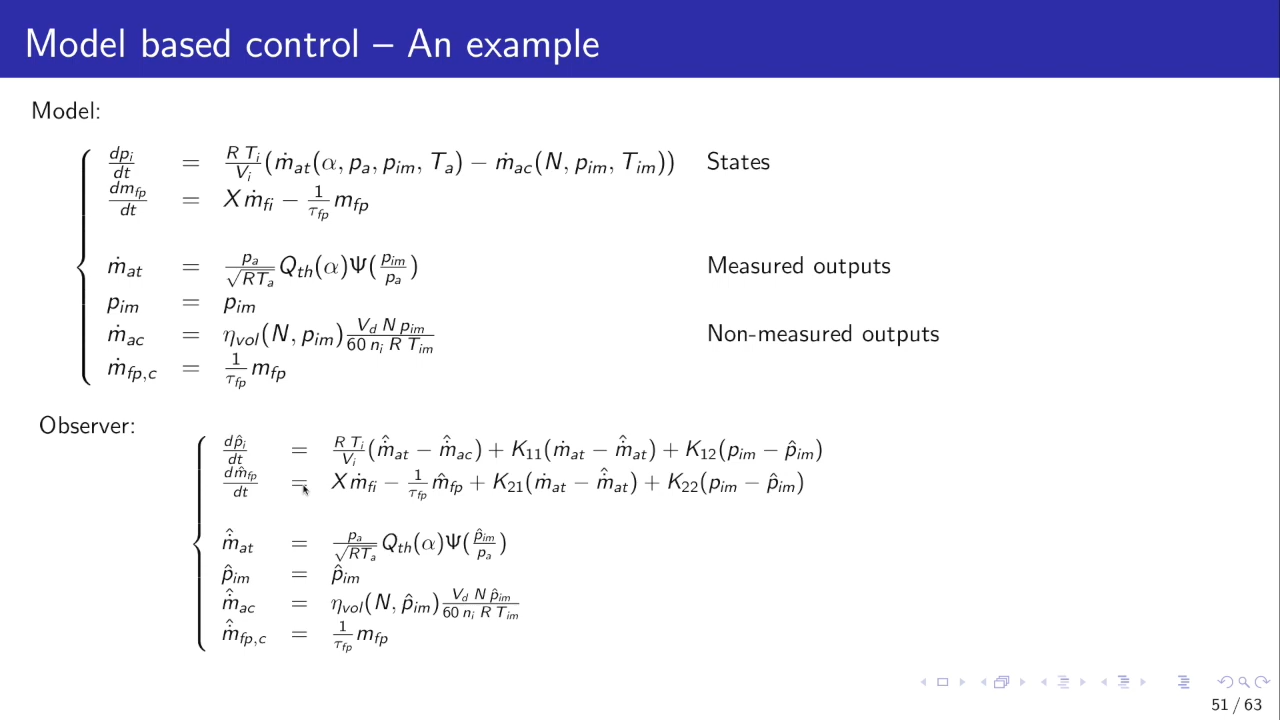 Model based control – An example
Model:
dp_i/dt = R T_i/V_i (ṁ_at(α, p_a, p_im, T_a) − ṁ_ac(N, p_im, T_im)) States
dm_fp/dt = X ṁ_fi − 1/τ_fp m_fp
ṁ_at = p_a/√(RT_a) Q_th(α)Ψ(p_im/p_a) Measured outputs
p_im = p_im
ṁ_ac = η_vol(N, p_im) V_d N p_im/60 n_i R T_im Non-measured outputs
ṁ_fp,c = 1/τ_fp m_fp
Observer:
dp̂_i/dt = R T_i/V_i (ṁ̂_at − ṁ̂_ac) + K_11(ṁ_at − ṁ̂_at) + K_12(p_im − p̂_im)
dm̂_fp/dt = X ṁ_fi − 1/τ_fp m̂_fp + K_21(ṁ_at − ṁ̂_at) + K_22(p_im − p̂_im)
ṁ̂_at = p_a/√(RT_a) Q_th(α)Ψ(p̂_im/p_a)
p̂_im = p̂_im
ṁ̂_ac = η_vol(N, p̂_im) V_d N p̂_im/60 n_i R T_im
ṁ̂_fp,c = 1/τ_fp m_fp
51 / 63